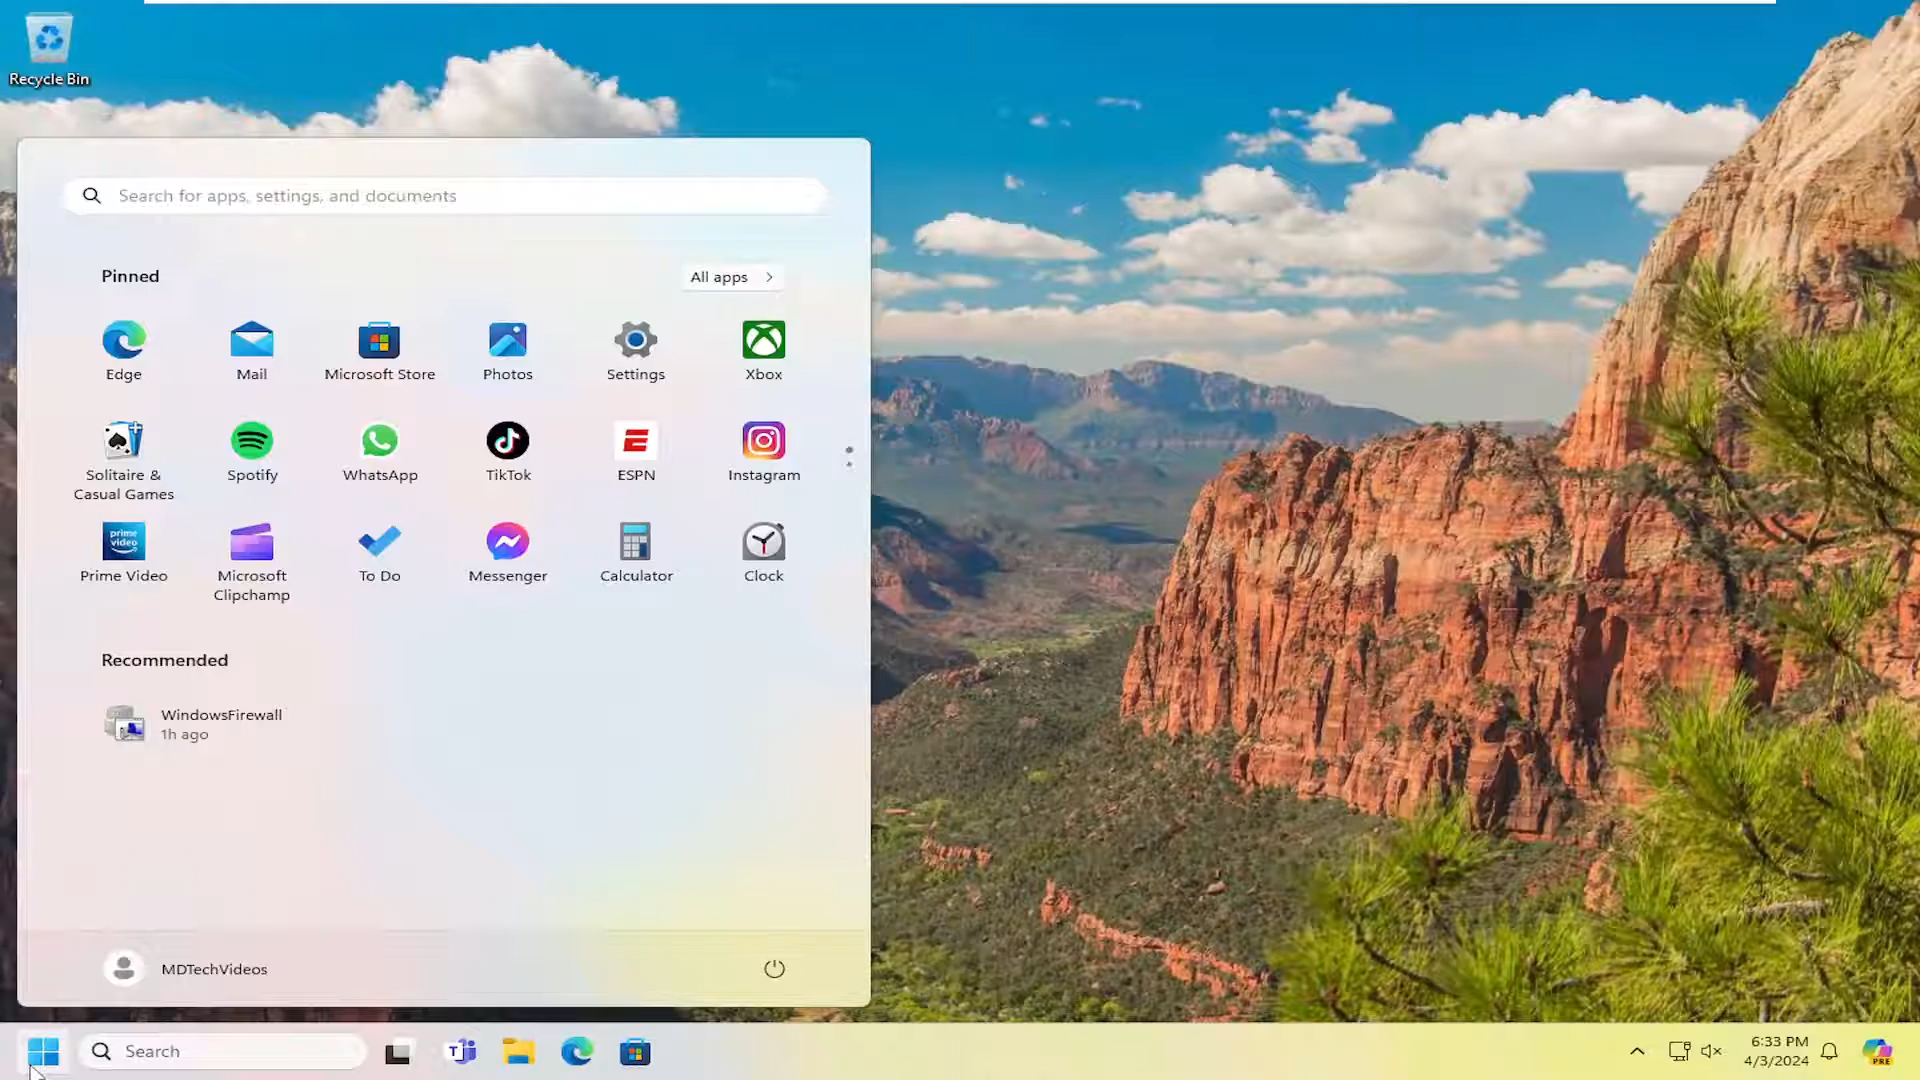 Recycle Bin
Search for apps, settings, and documents
Pinned
All apps
Edge
Mail
Microsoft Store
Photos
Settings
Xbox
Solitaire &
Casual Games
Spotify
WhatsApp
TikTok
ESPN
Instagram
prime
video
Prime Video
Microsoft
Clipchamp
To Do
Messenger
Calculator
Clock
Recommended
WindowsFirewall
1h ago
MDTechVideos
Search
T
6:33 PM
4/3/2024
PRE